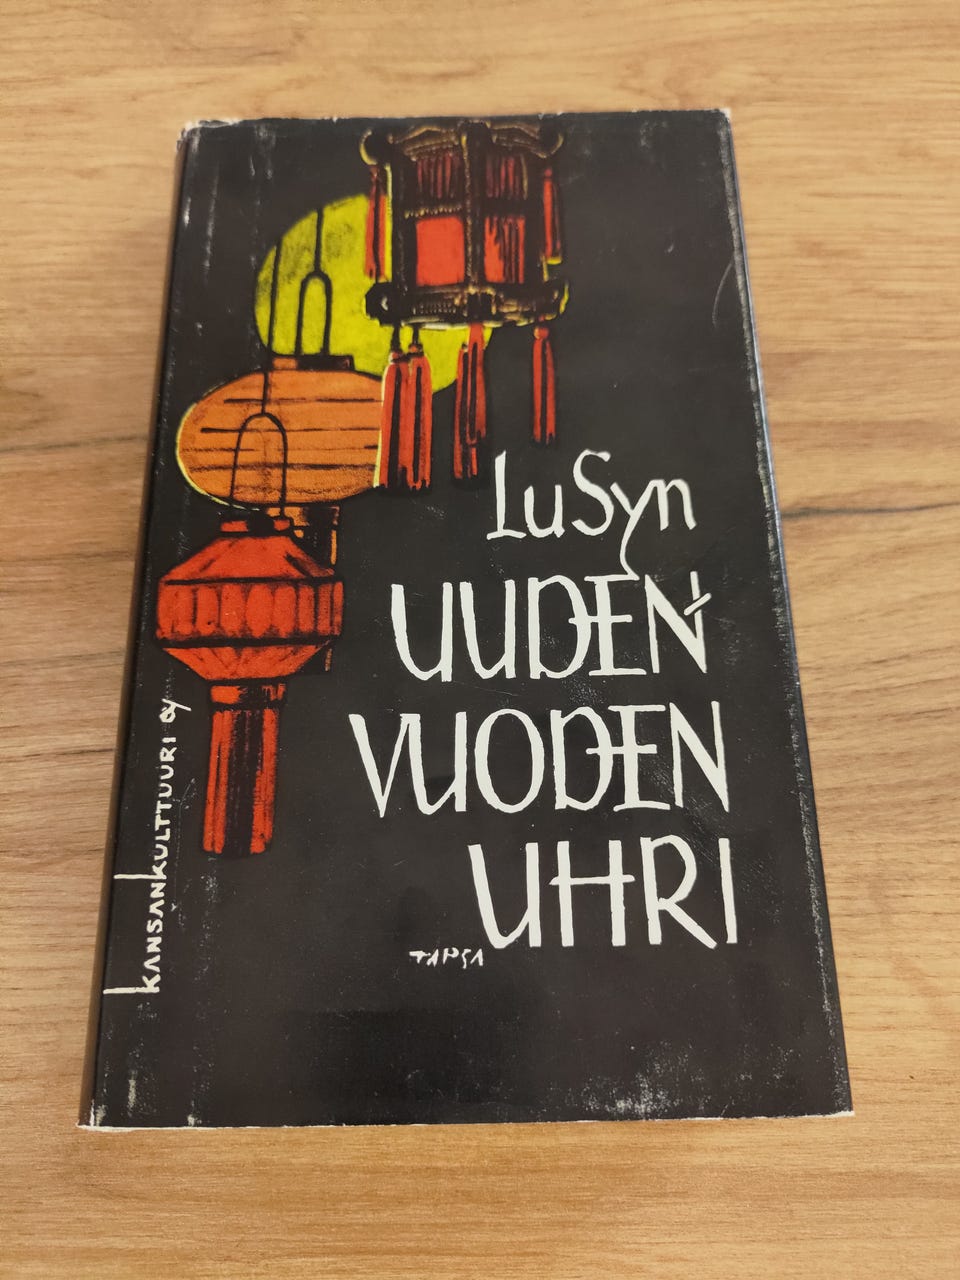 Lu Syn
UUDEN-
VUODEN
UHRI
TAPSA
KANSANKULTTUURI OY